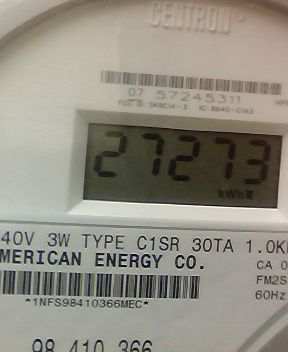 CENTRON
07 57245311
27273
kWh
40V 3W TYPE C1SR 30TA 1.0K
MERICAN ENERGY CO.
CA 0
FM2S
*1NFS98410366MEC*
60Hz
98 410 366